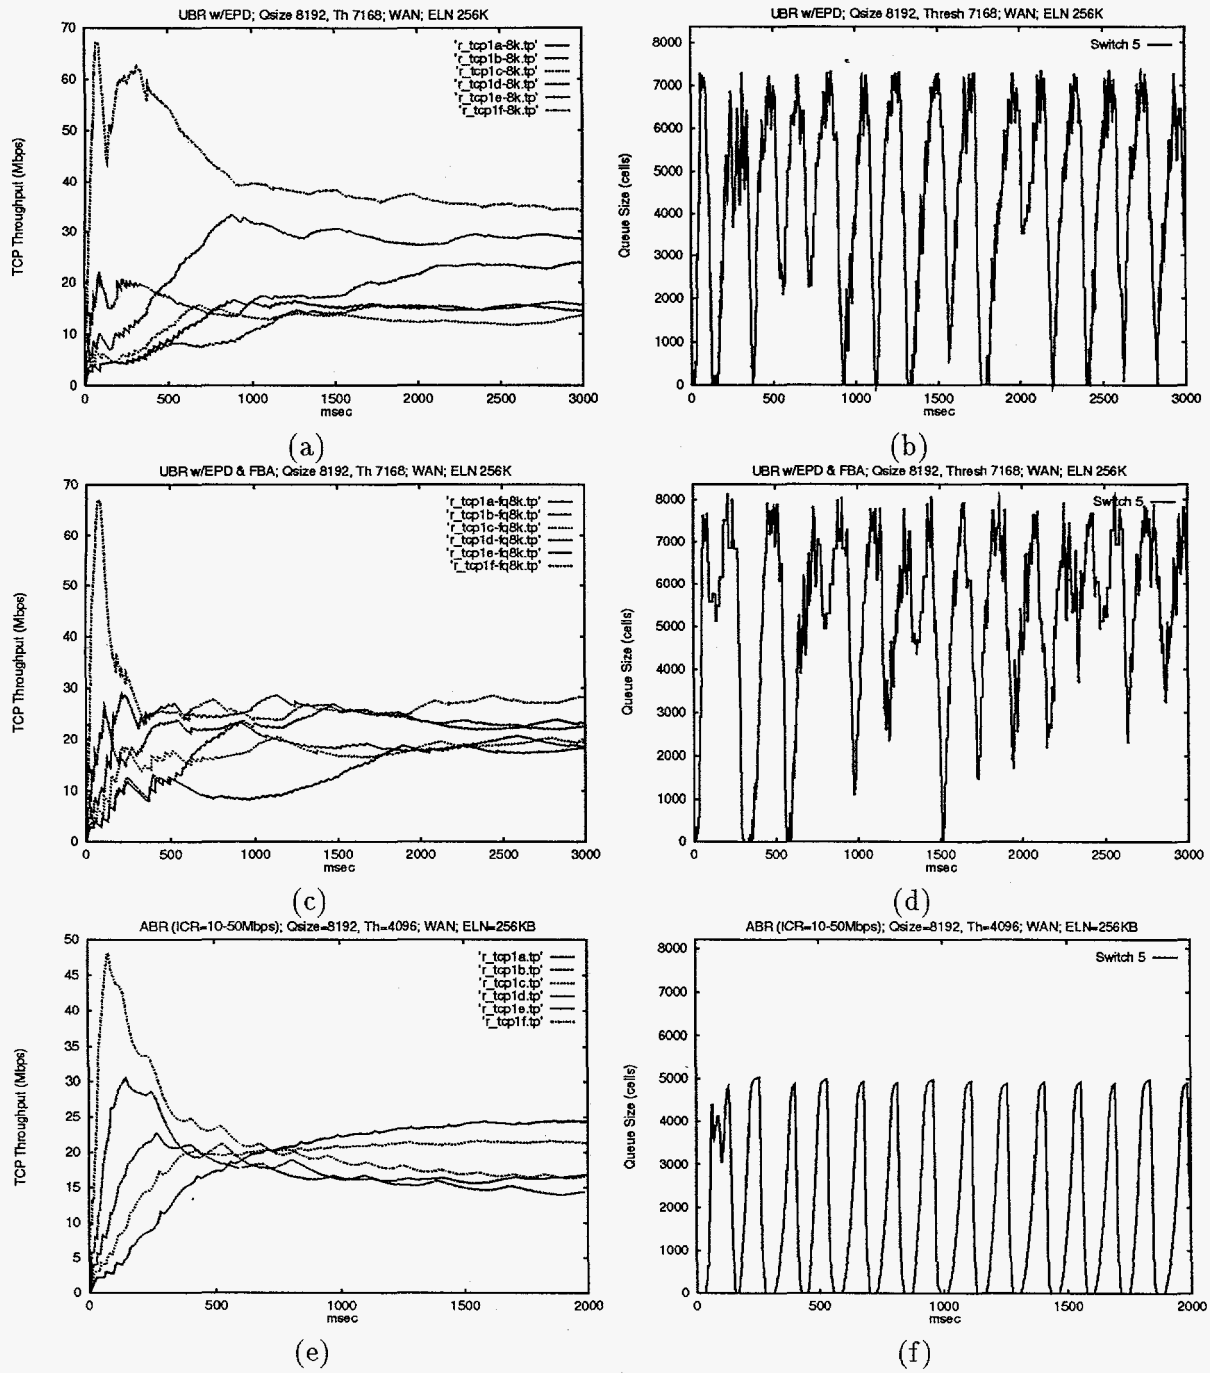 UBR w/EPD; Qsize 8192, Th 7168; WAN; ELN 256K
70
60
50
40
30
20
10
0
TCP Throughput (Mbps)
'r_tcp1a-8k.tp'
'r_tcp1b-8k.tp'
'r_tcp1c-8k.tp'
'r_tcp1d-8k.tp'
'r_tcp1e-8k.tp'
'r_tcp1f-8k.tp'
0 500 1000 1500 2000 2500 3000
msec
(a)
UBR w/EPD; Qsize 8192, Thresh 7168; WAN; ELN 256K
8000
7000
6000
5000
4000
3000
2000
1000
0
Queue Size (cells)
Switch 5
0 500 1000 1500 2000 2500 3000
msec
(b)
UBR w/EPD & FBA; Qsize 8192, Th 7168; WAN; ELN 256K
70
60
50
40
30
20
10
0
TCP Throughput (Mbps)
'r_tcp1a-fq8k.tp'
'r_tcp1b-fq8k.tp'
'r_tcp1c-fq8k.tp'
'r_tcp1d-fq8k.tp'
'r_tcp1e-fq8k.tp'
'r_tcp1f-fq8k.tp'
0 500 1000 1500 2000 2500 3000
msec
(c)
UBR w/EPD & FBA; Qsize 8192, Thresh 7168; WAN; ELN 256K
8000
7000
6000
5000
4000
3000
2000
1000
0
Queue Size (cells)
Switch 5
0 500 1000 1500 2000 2500 3000
msec
(d)
ABR (ICR=10-50Mbps); Qsize=8192, Th=4096; WAN; ELN=256KB
50
45
40
35
30
25
20
15
10
5
0
TCP Throughput (Mbps)
'r_tcp1a.tp'
'r_tcp1b.tp'
'r_tcp1c.tp'
'r_tcp1d.tp'
'r_tcp1e.tp'
'r_tcp1f.tp'
0 500 1000 1500 2000
msec
(e)
ABR (ICR=10-50Mbps); Qsize=8192, Th=4096; WAN; ELN=256KB
8000
7000
6000
5000
4000
3000
2000
1000
0
Queue Size (cells)
Switch 5
0 500 1000 1500 2000
msec
(f)